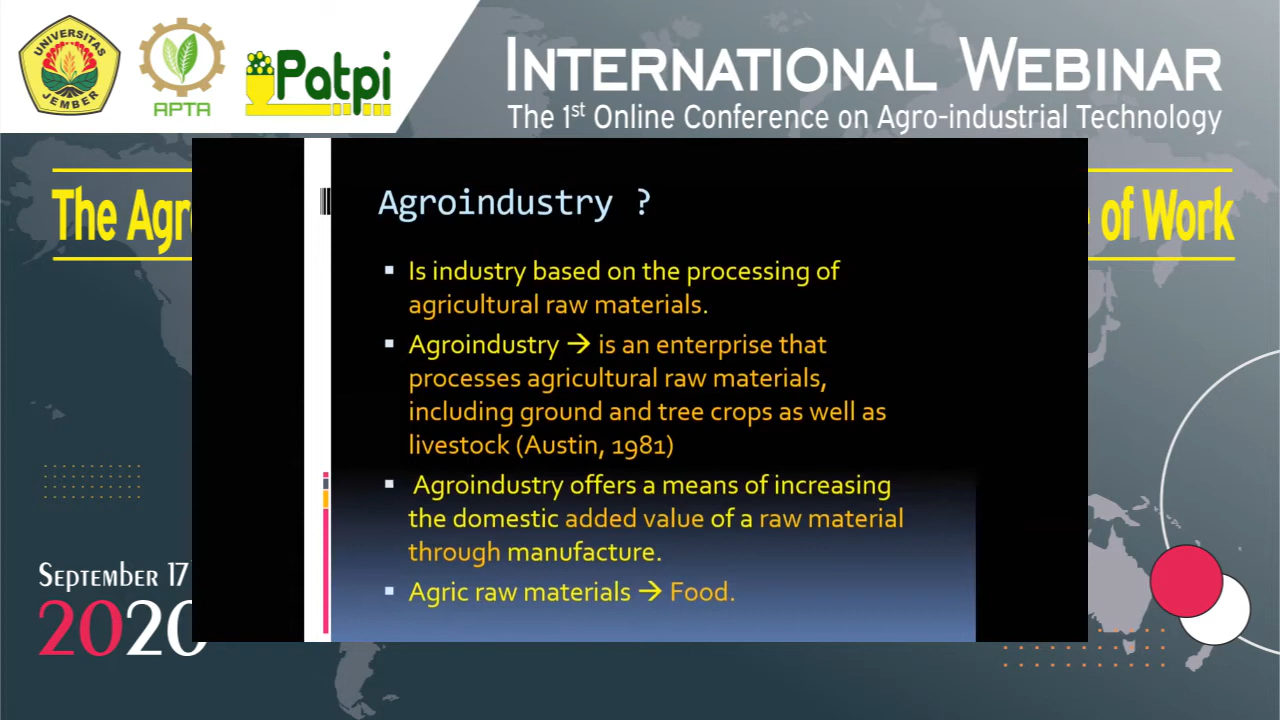 UNIVERSITAS
JEMBER
APTA
Patpi
INTERNATIONAL WEBINAR
The 1st Online Conference on Agro-industrial Technology
The Agr
of Work
Agroindustry ?
▪ Is industry based on the processing of
agricultural raw materials.
▪ Agroindustry → is an enterprise that
processes agricultural raw materials,
including ground and tree crops as well as
livestock (Austin, 1981)
▪ Agroindustry offers a means of increasing
the domestic added value of a raw material
through manufacture.
▪ Agric raw materials → Food.
SEPTEMBER 17
2020